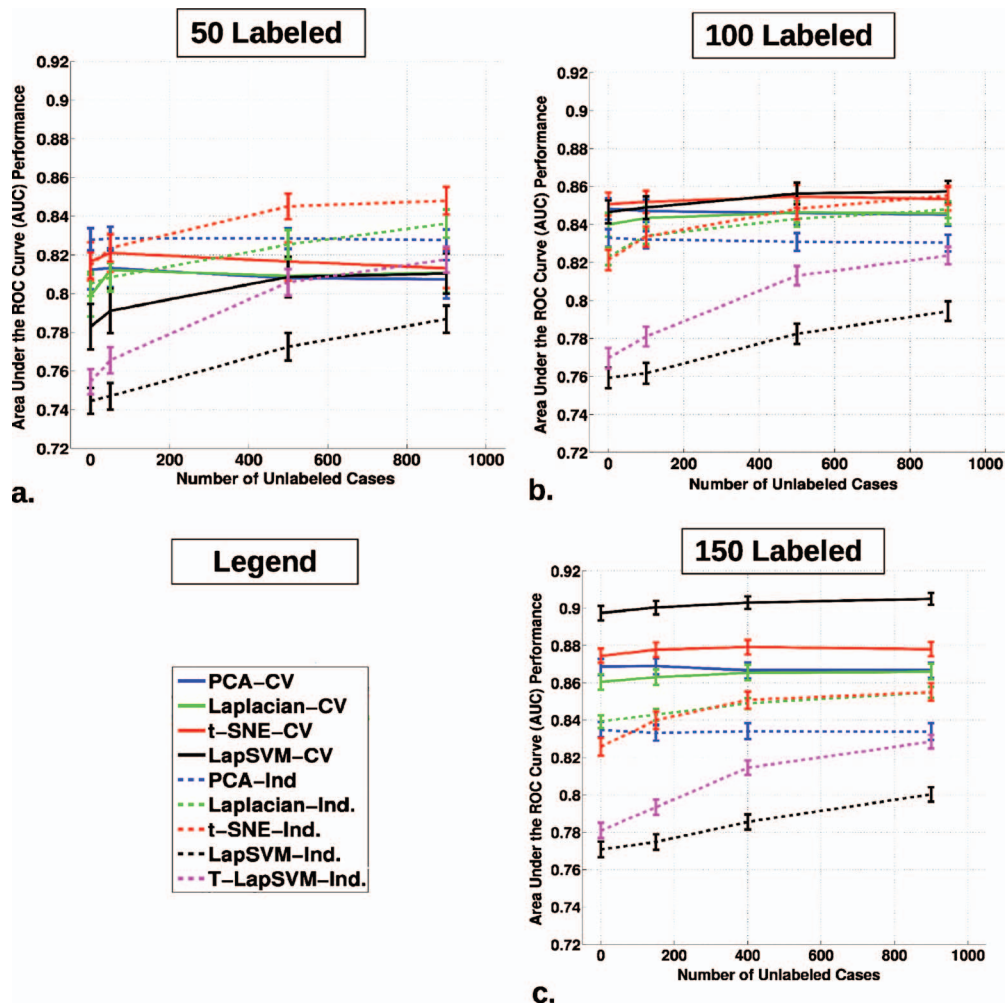 50 Labeled
Area Under the ROC Curve (AUC) Performance
0.92
0.9
0.88
0.86
0.84
0.82
0.8
0.78
0.76
0.74
0.72
0 200 400 600 800 1000
Number of Unlabeled Cases
a.
100 Labeled
Area Under the ROC Curve (AUC) Performance
0.92
0.9
0.88
0.86
0.84
0.82
0.8
0.78
0.76
0.74
0.72
0 200 400 600 800 1000
Number of Unlabeled Cases
b.
Legend
PCA-CV
Laplacian-CV
t-SNE-CV
LapSVM-CV
PCA-Ind
Laplacian-Ind.
t-SNE-Ind.
LapSVM-Ind.
T-LapSVM-Ind.
150 Labeled
Area Under the ROC Curve (AUC) Performance
0.92
0.9
0.88
0.86
0.84
0.82
0.8
0.78
0.76
0.74
0.72
0 200 400 600 800 1000
Number of Unlabeled Cases
c.